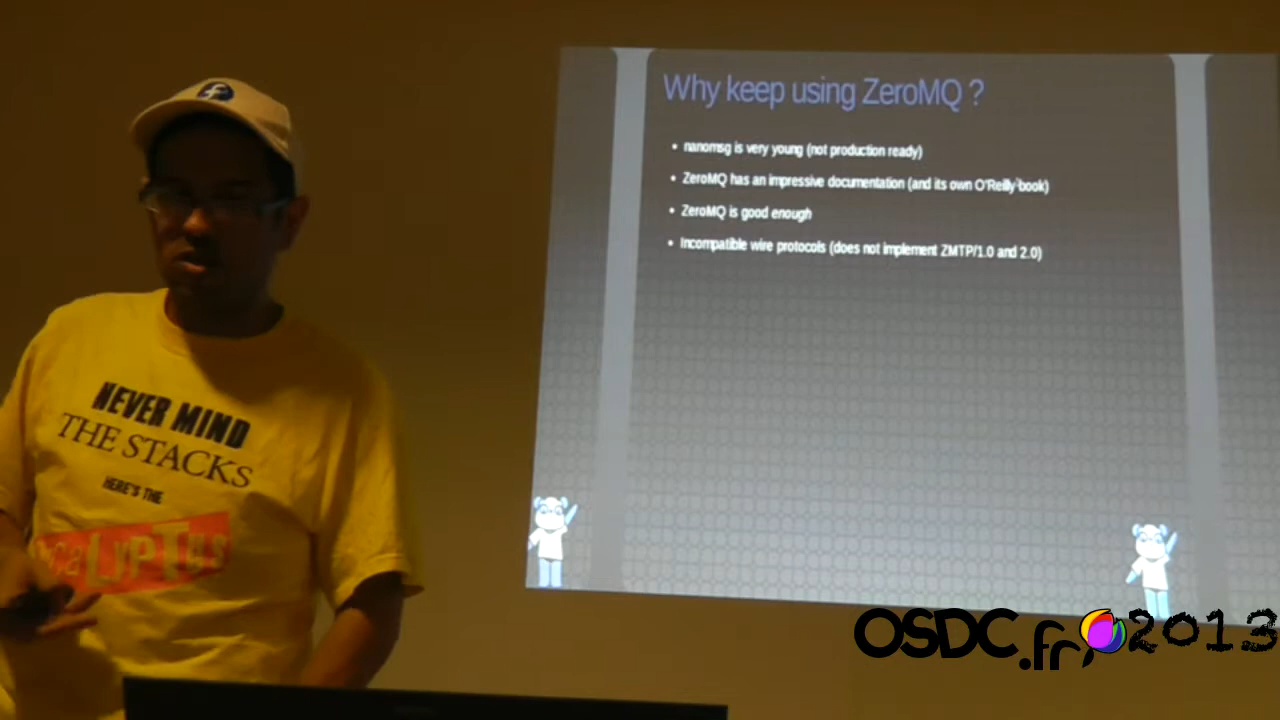 Why keep using ZeroMQ ?
• nanomsg is very young (not production ready)
• ZeroMQ has an impressive documentation (and its own O'Reilly book)
• ZeroMQ is good enough
• Incompatible wire protocols (does not implement ZMTP/1.0 and 2.0)
NEVER MIND
THE STACKS
HERE'S THE
CaLyPTus
OSDC.fr 2013